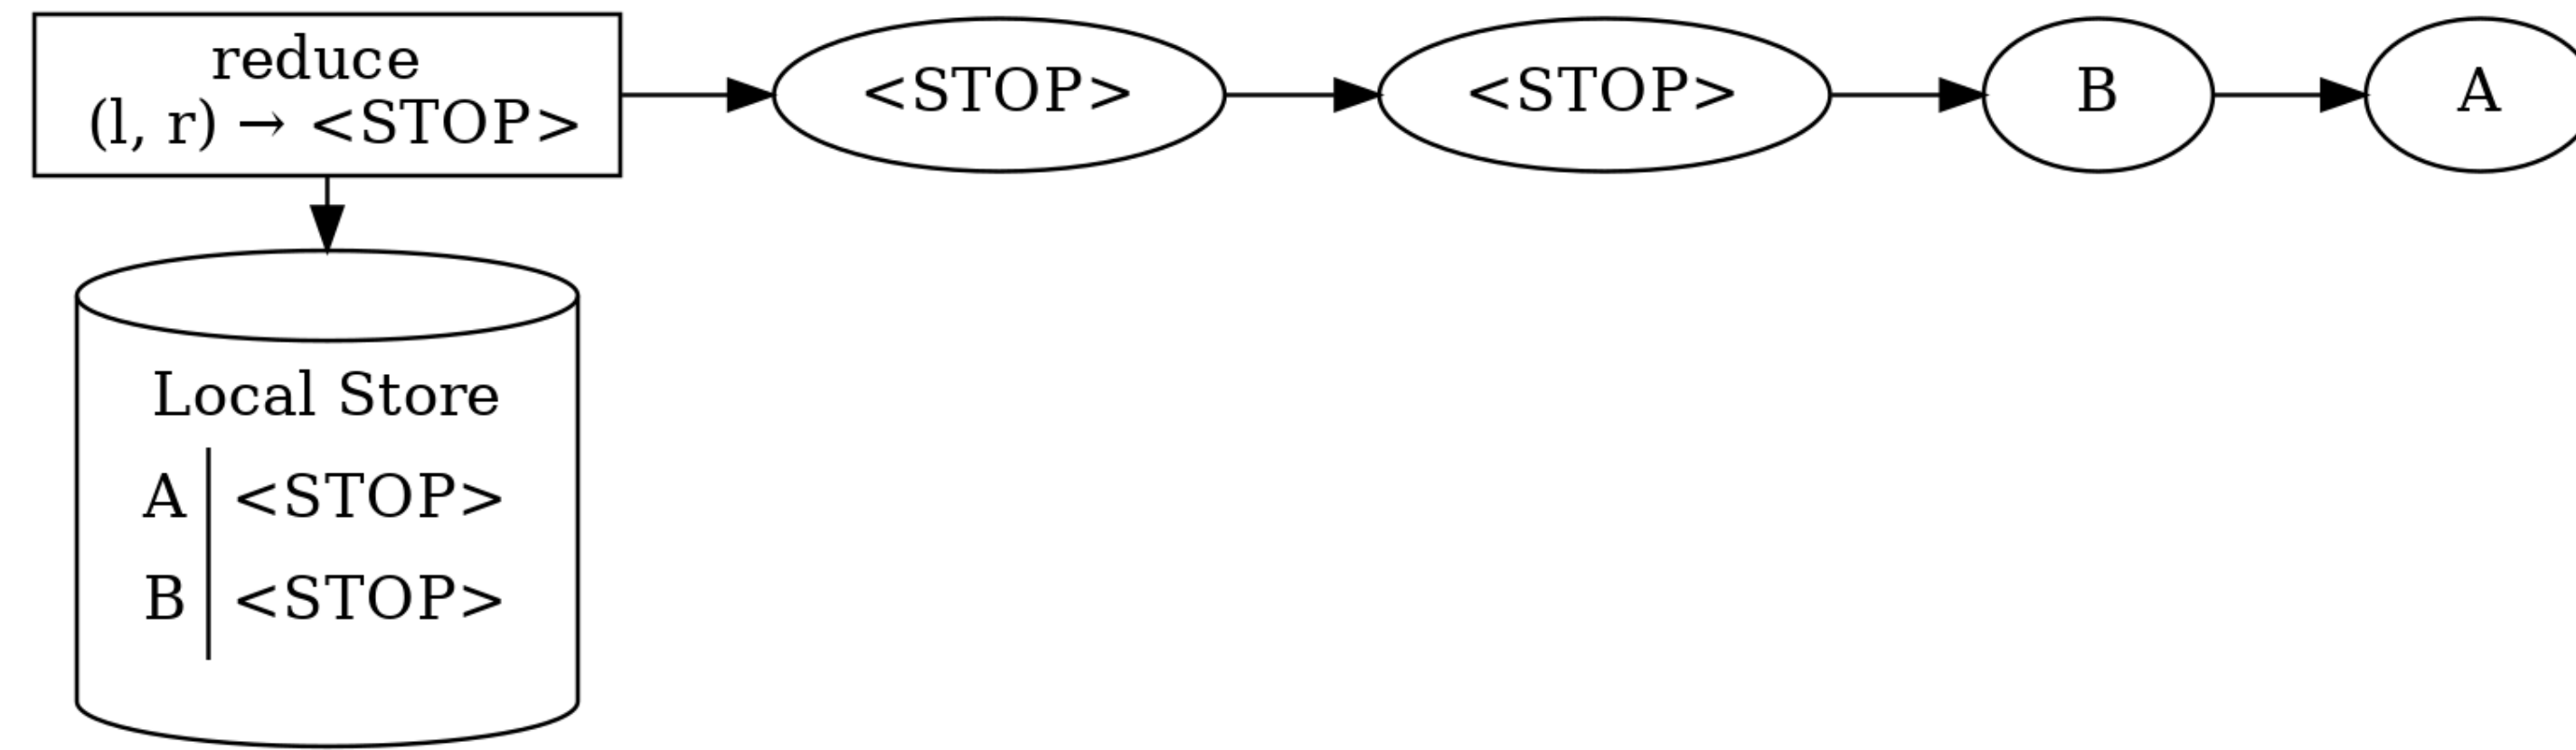 reduce
(l, r) → <STOP>
<STOP>
<STOP>
B
A
Local Store
A <STOP>
B <STOP>